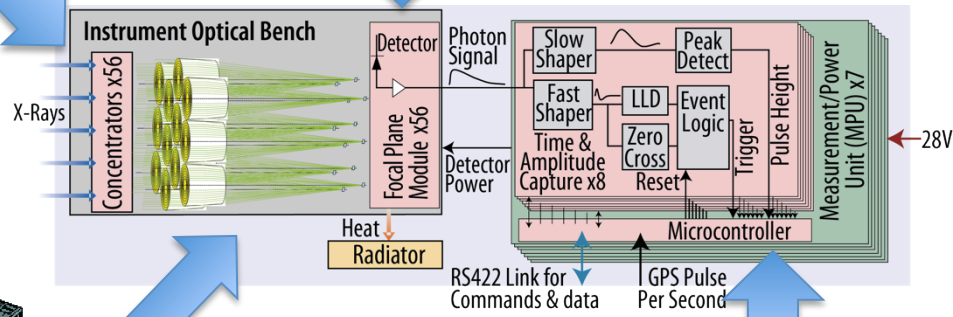 Instrument Optical Bench
X-Rays
Concentrators x56
Detector
Focal Plane
Module x56
Photon
Signal
Detector
Power
Heat
Radiator
Slow
Shaper
Peak
Detect
Fast
Shaper
LLD
Zero
Cross
Event
Logic
Time &
Amplitude
Capture x8
Reset
Trigger
Pulse Height
Microcontroller
Measurement/Power
Unit (MPU) x7
28V
RS422 Link for
Commands & data
GPS Pulse
Per Second